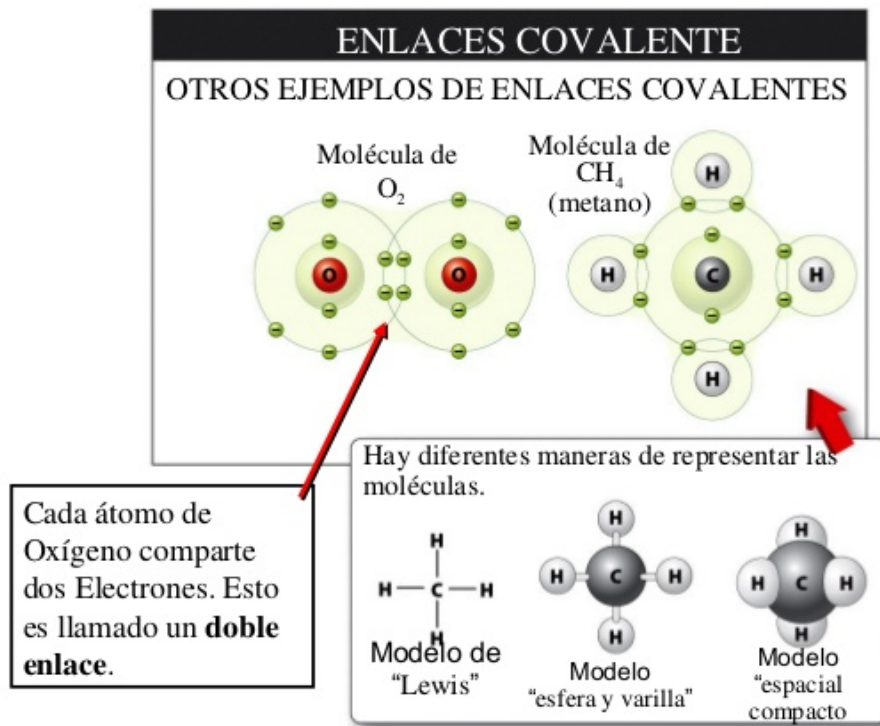 ENLACES COVALENTE
OTROS EJEMPLOS DE ENLACES COVALENTES
Molécula de
O₂
Molécula de
CH₄
(metano)
H
O
O
H
C
H
H
Cada átomo de
Oxígeno comparte
dos Electrones. Esto
es llamado un doble
enlace.
Hay diferentes maneras de representar las
moléculas.
H
H C H
H
Modelo de
“Lewis”
H
H C H
H
Modelo
“esfera y varilla”
H
H C H
H
Modelo
“espacial
compacto